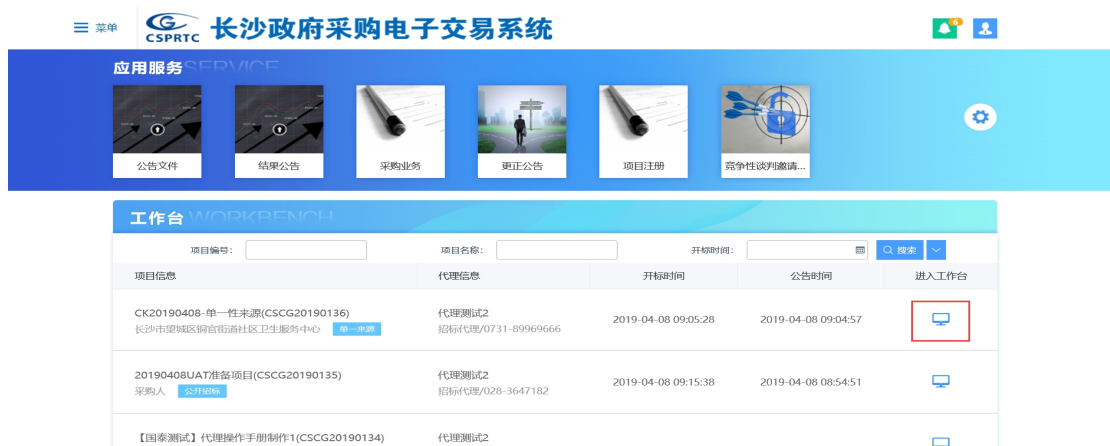 菜单
CSPRTC 长沙政府采购电子交易系统
6
应用服务SERVICE
公告文件 结果公告 采购业务 更正公告 项目注册 竞争性谈判邀请...
工作台 WORKBENCH
项目编号： 项目名称： 开标时间： 搜索
项目信息 代理信息 开标时间 公告时间 进入工作台
CK20190408-单一性来源(CSCG20190136) 代理测试2
2019-04-08 09:05:28 2019-04-08 09:04:57
长沙市望城区铜官街道社区卫生服务中心 单一来源 招标代理/0731-89969666
20190408UAT准备项目(CSCG20190135) 代理测试2
2019-04-08 09:15:38 2019-04-08 08:54:51
采购人 公开招标 招标代理/028-3647182
【国泰测试】代理操作手册制作1(CSCG20190134) 代理测试2